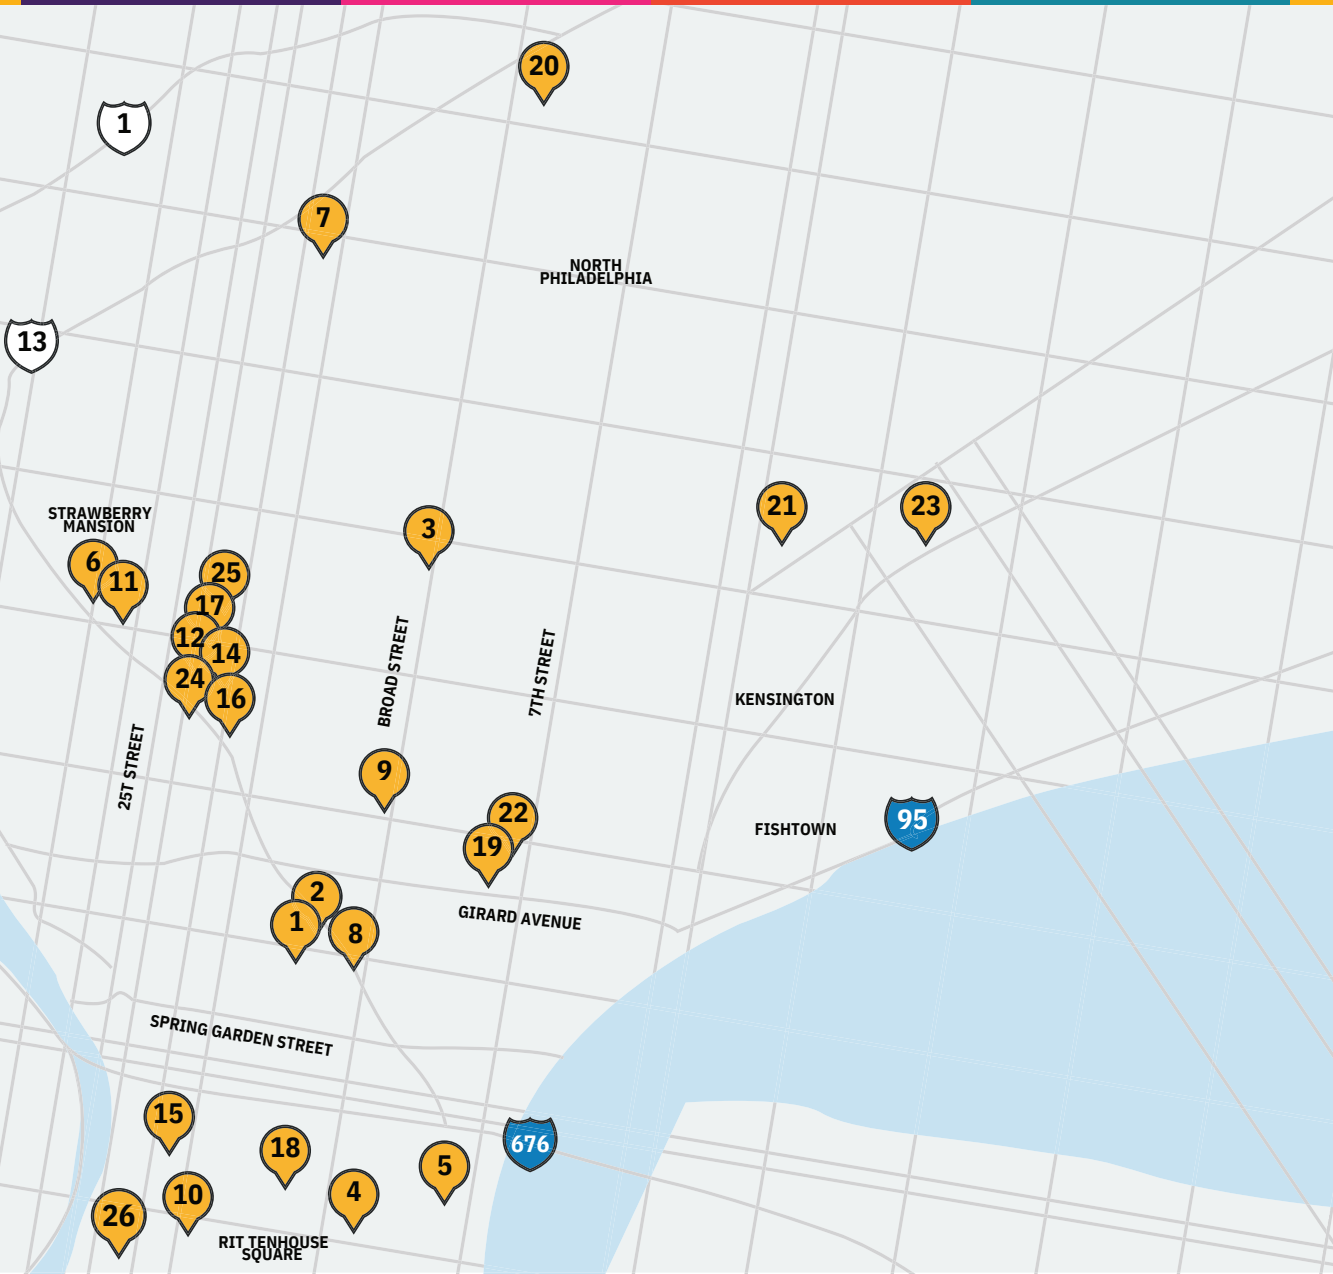 20
1
7
NORTH
PHILADELPHIA
13
21
23
STRAWBERRY
MANSION
3
6
11
25
17
12
14
24
16
BROAD STREET
7TH STREET
KENSINGTON
25T STREET
9
22
19
FISHTOWN
95
2
1
8
GIRARD AVENUE
SPRING GARDEN STREET
15
18
676
5
4
10
26
RIT TENHOUSE
SQUARE